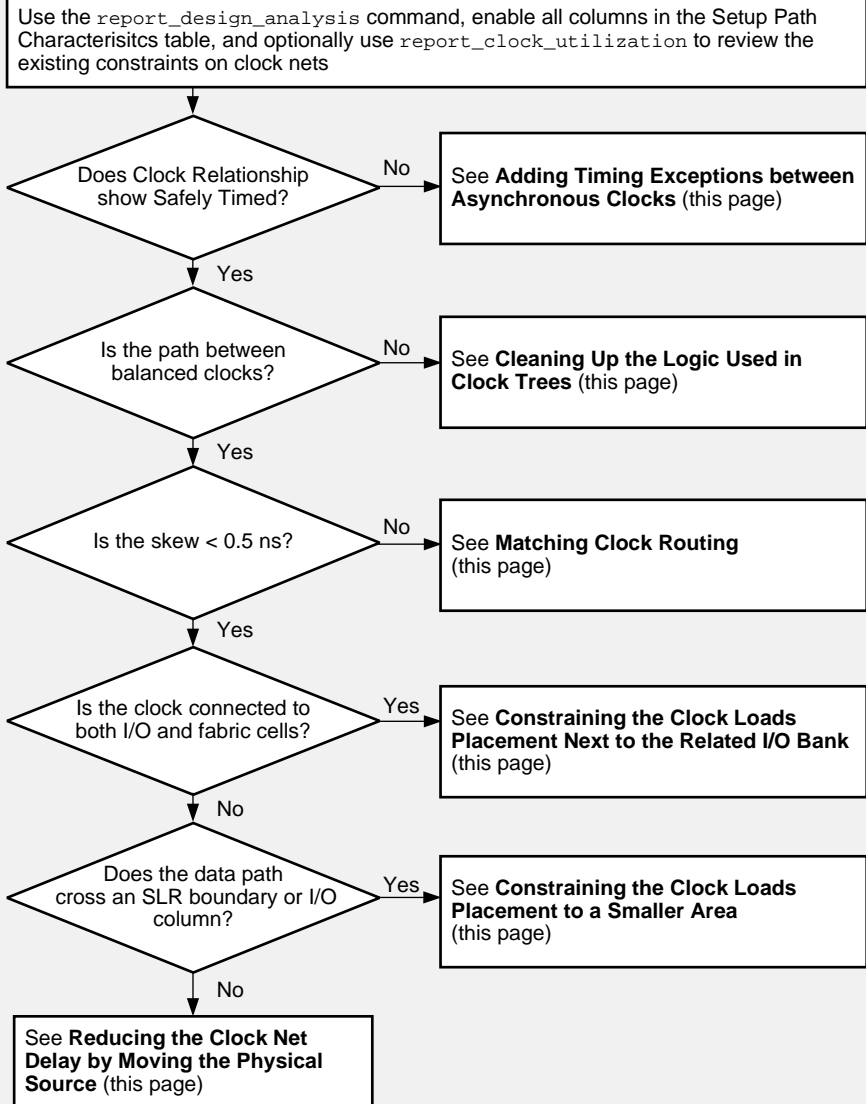 Use the report_design_analysis command, enable all columns in the Setup Path
Characterisitcs table, and optionally use report_clock_utilization to review the
existing constraints on clock nets
Does Clock Relationship
show Safely Timed?
No
See Adding Timing Exceptions between
Asynchronous Clocks (this page)
Yes
Is the path between
balanced clocks?
No
See Cleaning Up the Logic Used in
Clock Trees (this page)
Yes
Is the skew < 0.5 ns?
No
See Matching Clock Routing
(this page)
Yes
Is the clock connected to
both I/O and fabric cells?
Yes
See Constraining the Clock Loads
Placement Next to the Related I/O Bank
(this page)
No
Does the data path
cross an SLR boundary or I/O
column?
Yes
See Constraining the Clock Loads
Placement to a Smaller Area
(this page)
No
See Reducing the Clock Net
Delay by Moving the Physical
Source (this page)